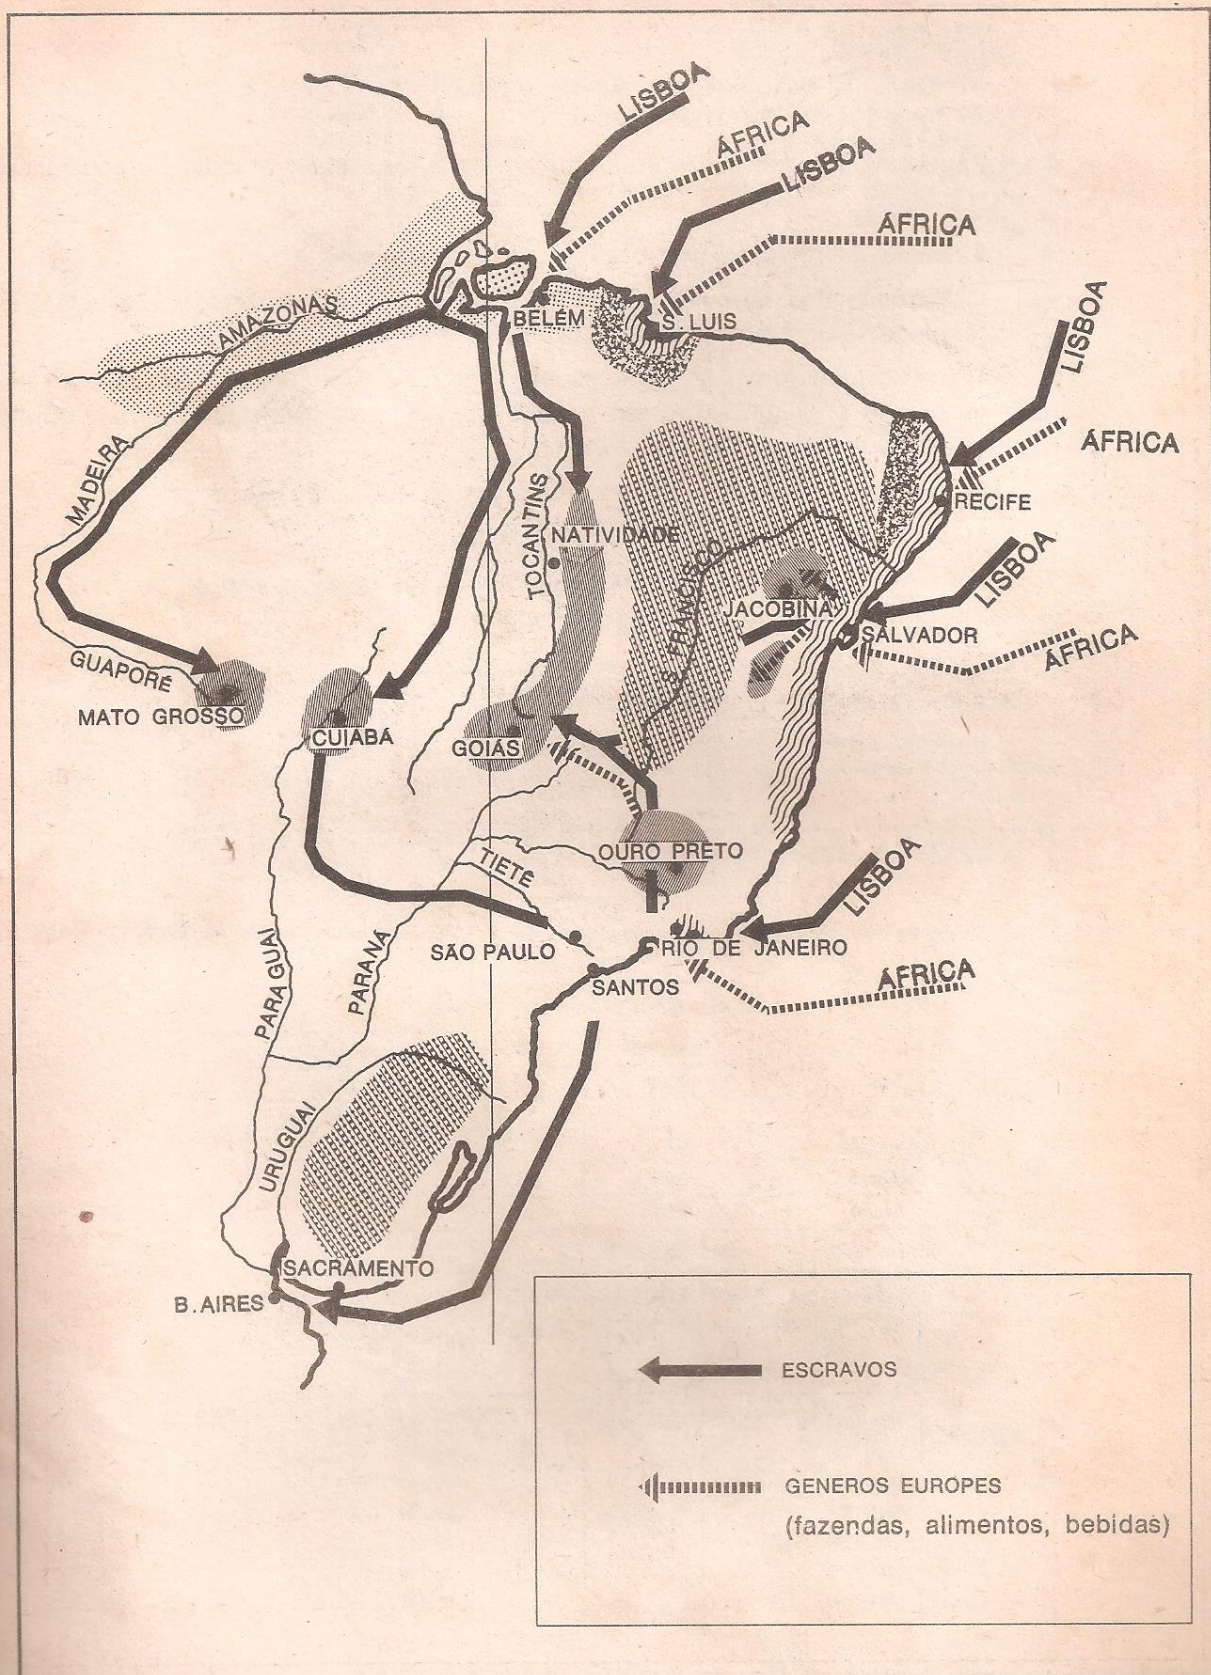 LISBOA
ÁFRICA
LISBOA
ÁFRICA
LISBOA
ÁFRICA
AMAZONAS
BELÉM
S. LUIS
MADEIRA
TOCANTINS
NATIVIDADE
RECIFE
S. FRANCISCO
JACOBINA
LISBOA
SALVADOR
ÁFRICA
GUAPORÉ
MATO GROSSO
CUIABÁ
GOIÁS
OURO PRETO
TIETÊ
LISBOA
SÃO PAULO
RIO DE JANEIRO
PARAGUAI
PARANÁ
SANTOS
ÁFRICA
URUGUAI
SACRAMENTO
B. AIRES
ESCRAVOS
GENEROS EUROPES
(fazendas, alimentos, bebidas)